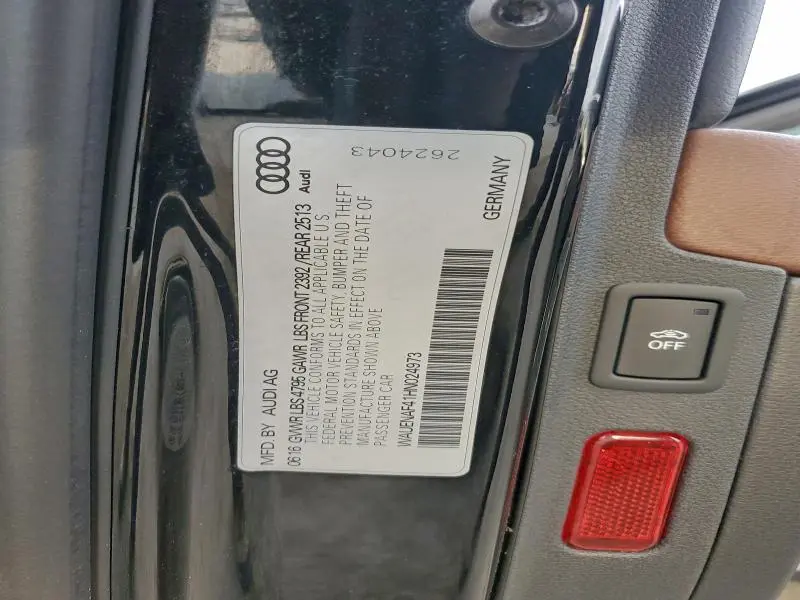 MFD. BY AUDI AG
Audi
06 16 GVWR LBS 4795 GAWR LBS FRONT 2392 /REAR 2513
THIS VEHICLE CONFORMS TO ALL APPLICABLE U S
FEDERAL MOTOR VEHICLE SAFETY, BUMPER AND THEFT
PREVENTION STANDARDS IN EFFECT ON THE DATE OF
MANUFACTURE SHOWN ABOVE
PASSENGER CAR
WAUENAF41HN024973
2624043
GERMANY
OFF